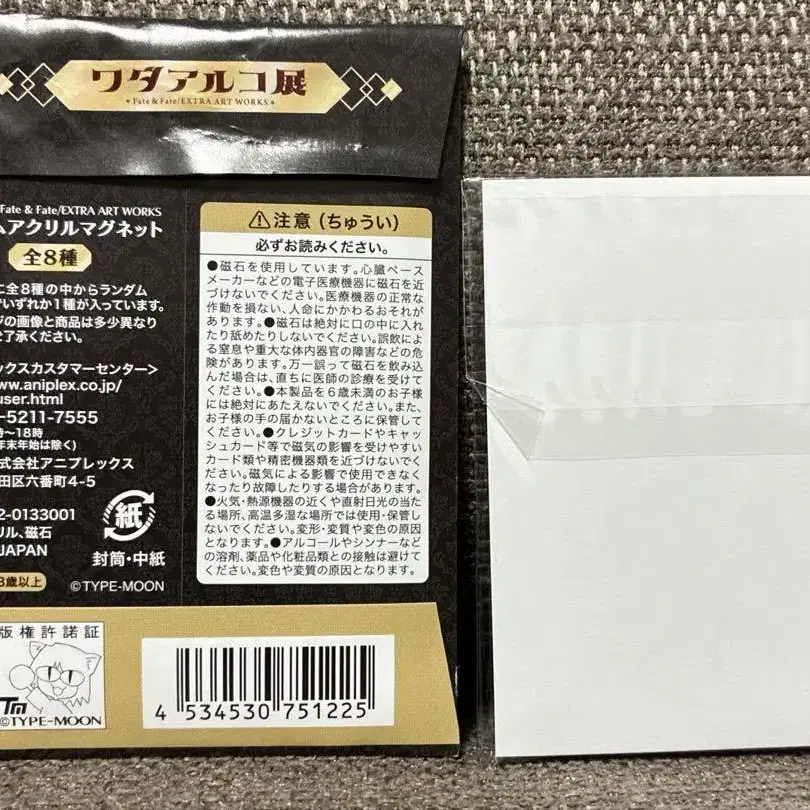 ワダアルコ展
Fate & Fate/EXTRA ART WORKS
Fate & Fate/EXTRA ART WORKS
ムアクリルマグネット
全8種
に全8種の中からランダム
でいずれか1種が入っています。
ジの画像と商品は多少異なり
了承ください。
ックスカスタマーセンター>
ww.aniplex.co.jp/
user.html
-5211-7555
時~18時
年末年始は除く)
式会社アニプレックス
田区六番町4-5
2-0133001
リル、磁石
JAPAN
紙
封筒・中紙
3歳以上
©TYPE-MOON
⚠注意(ちゅうい)
必ずお読みください。
●磁石を使用しています。心臓ペース
メーカーなどの電子医療機器に磁石を近
づけないでください。医療機器の正常な
作動を損ない、人命にかかわるおそれが
あります。●磁石は絶対に口の中に入れ
たり舐めたりしないでください。誤飲によ
る窒息や重大な体内器官の障害などの危
険があります。万一誤って磁石を飲み込
んだ場合は、直ちに医師の診療を受けて
ください。●本製品を6歳未満のお子様
には絶対にあたえないでください。また、
お子様の手の届かないところに保管して
ください。●クレジットカードやキャッ
シュカード等で磁気の影響を受けやすい
カード類や精密機器類を近づけないでく
ださい。磁気による影響で使用できなく
なったり故障したりする場合があります。
●火気・熱源機器の近くや直射日光の当た
る場所、高温多湿な場所では使用・保管し
ないでください。変形・変質や変色の原因
となります。●アルコールやシンナーなど
の溶剤、薬品や化粧品類との接触は避けて
ください。変色や変質の原因となります。
版権許諾証
TM
©TYPE-MOON
4 534530 751225